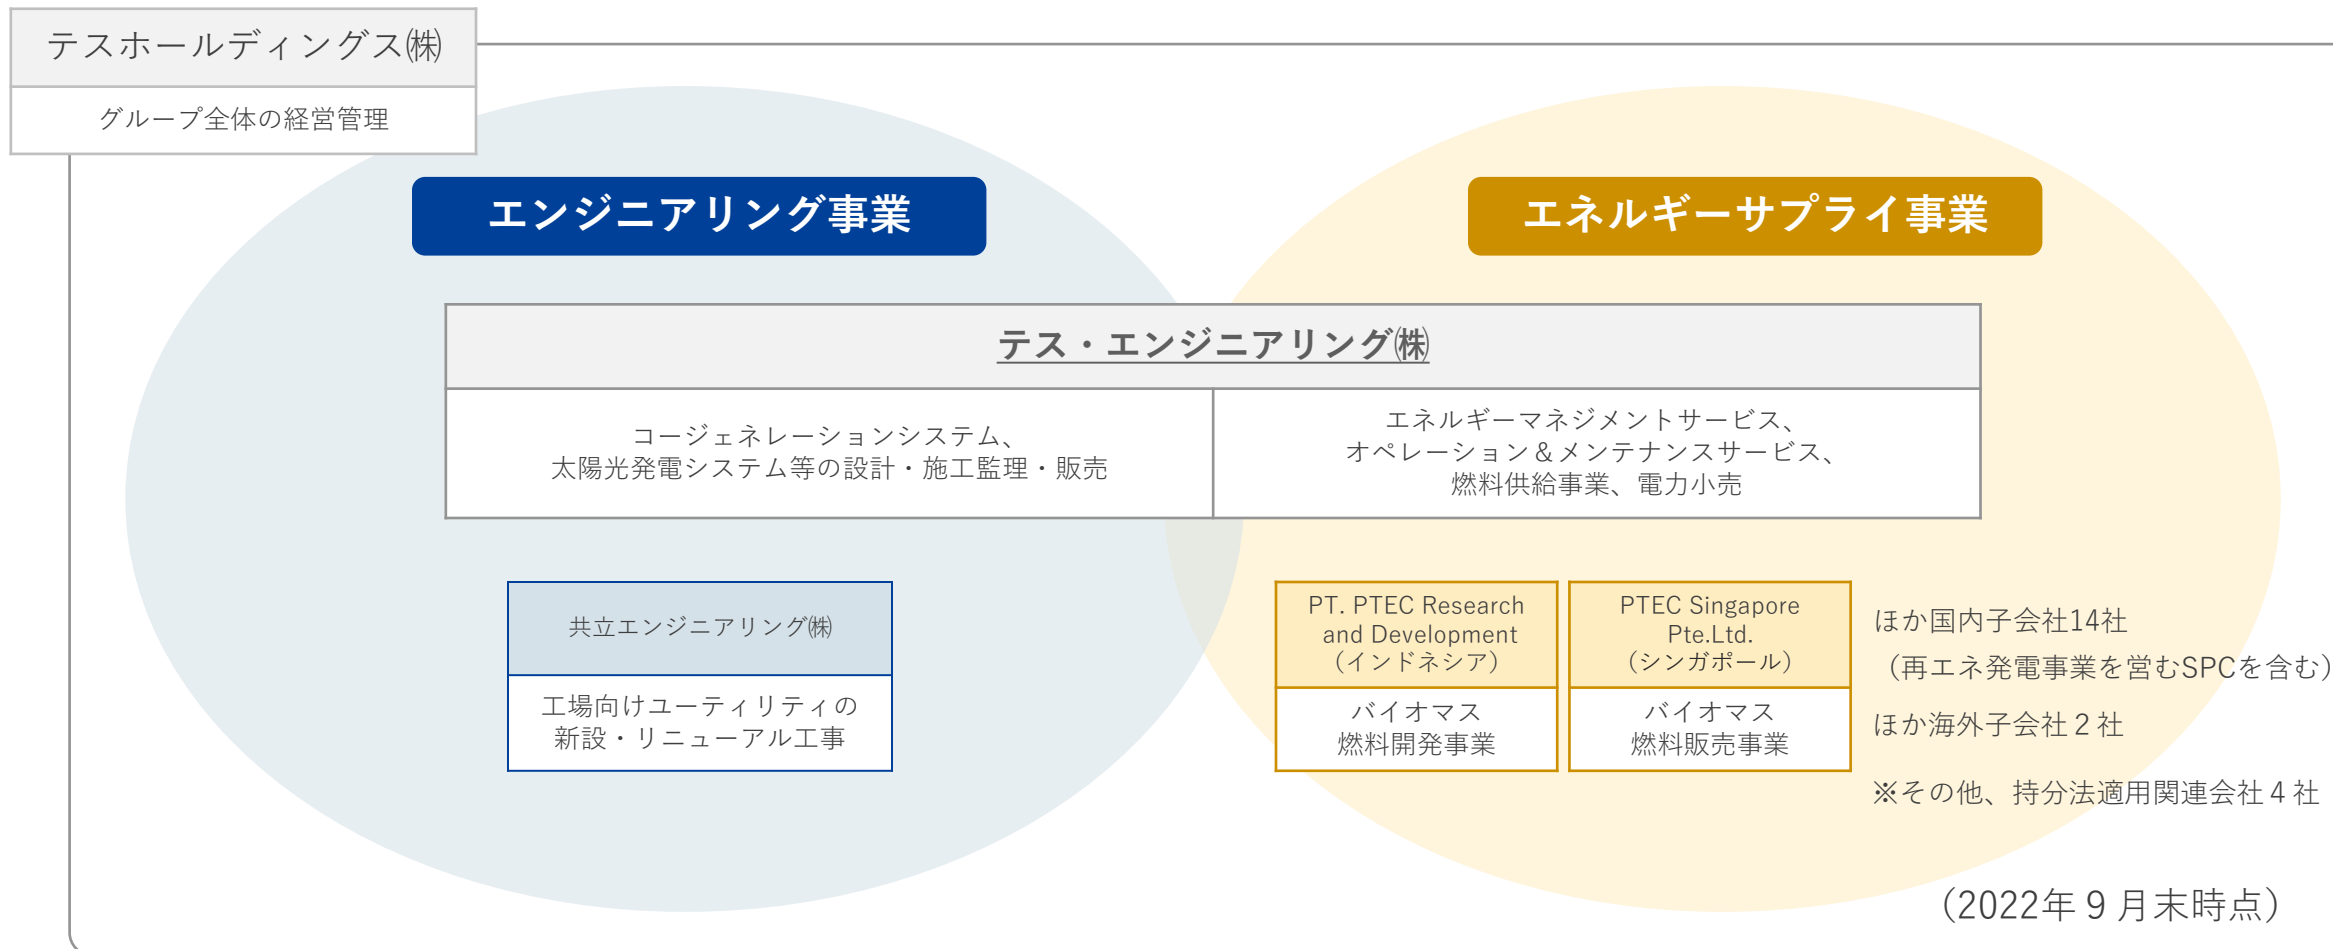 テスホールディングス㈱
グループ全体の経営管理
エンジニアリング事業
エネルギーサプライ事業
テス・エンジニアリング㈱
コージェネレーションシステム、
太陽光発電システム等の設計・施工監理・販売
エネルギーマネジメントサービス、
オペレーション＆メンテナンスサービス、
燃料供給事業、電力小売
共立エンジニアリング㈱
工場向けユーティリティの
新設・リニューアル工事
PT. PTEC Research
and Development
（インドネシア）
バイオマス
燃料開発事業
PTEC Singapore
Pte.Ltd.
（シンガポール）
バイオマス
燃料販売事業
ほか国内子会社14社
（再エネ発電事業を営むSPCを含む）
ほか海外子会社２社
※その他、持分法適用関連会社４社
（2022年９月末時点）